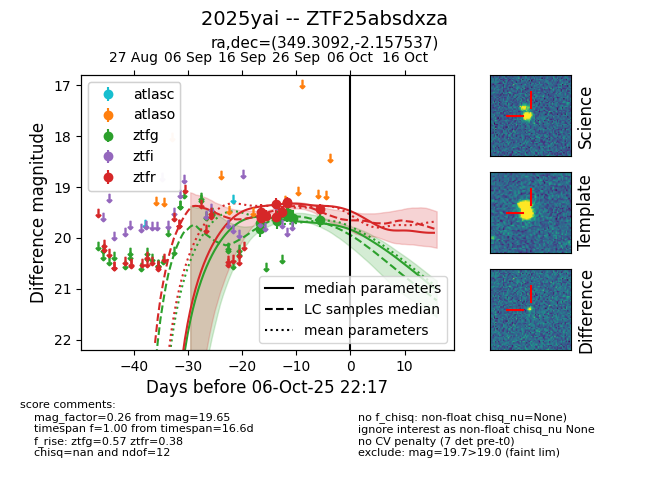 2025yai -- ZTF25absdxza
ra,dec=(349.3092,-2.157537)
27 Aug 06 Sep 16 Sep 26 Sep 06 Oct 16 Oct
17
18
19
20
21
22
Difference magnitude
atlasc
atlaso
ztfg
ztfi
ztfr
median parameters
LC samples median
mean parameters
−40 −30 −20 −10 0 10
Days before 06-Oct-25 22:17
Science
Template
Difference
score comments:
mag_factor=0.26 from mag=19.65
timespan f=1.00 from timespan=16.6d
f_rise: ztfg=0.57 ztfr=0.38
chisq=nan and ndof=12
no f_chisq: non-float chisq_nu=None)
ignore interest as non-float chisq_nu None
no CV penalty (7 det pre-t0)
exclude: mag=19.7>19.0 (faint lim)